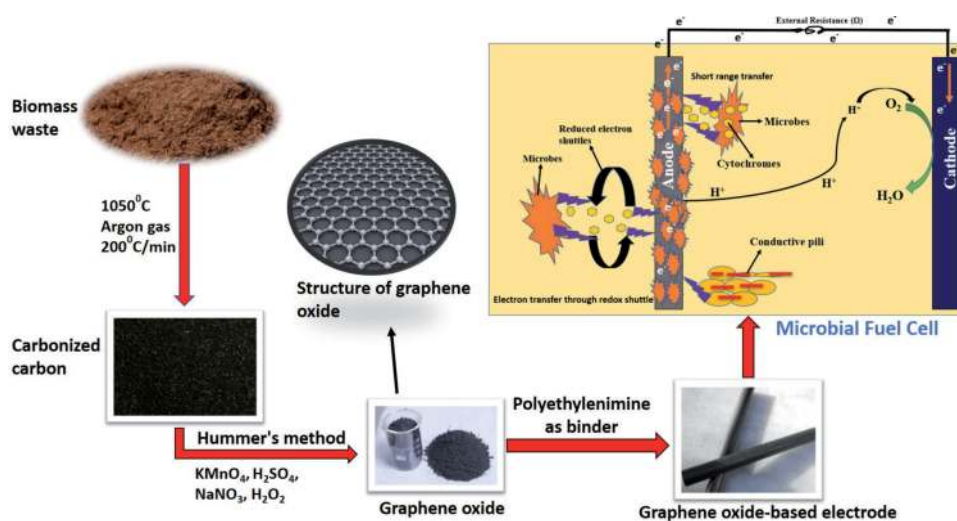 Biomass
waste
1050⁰C
Argon gas
200⁰C/min
Carbonized
carbon
Hummer's method
KMnO₄, H₂SO₄,
NaNO₃, H₂O₂
Structure of graphene
oxide
Graphene oxide
Polyethylenimine
as binder
Graphene oxide-based electrode
Microbial Fuel Cell
External Resistance (Ω)
e⁻ e⁻
e⁻ e⁻
e⁻ e⁻
Short range transfer
Microbes
Cytochromes
Reduced electron
shuttles
Microbes
Anode
e⁻
e⁻
e⁻
e⁻
H⁺
H⁺
H⁺
O₂
H₂O
Cathode
e⁻
e⁻
Conductive pili
Electron transfer through redox shuttle